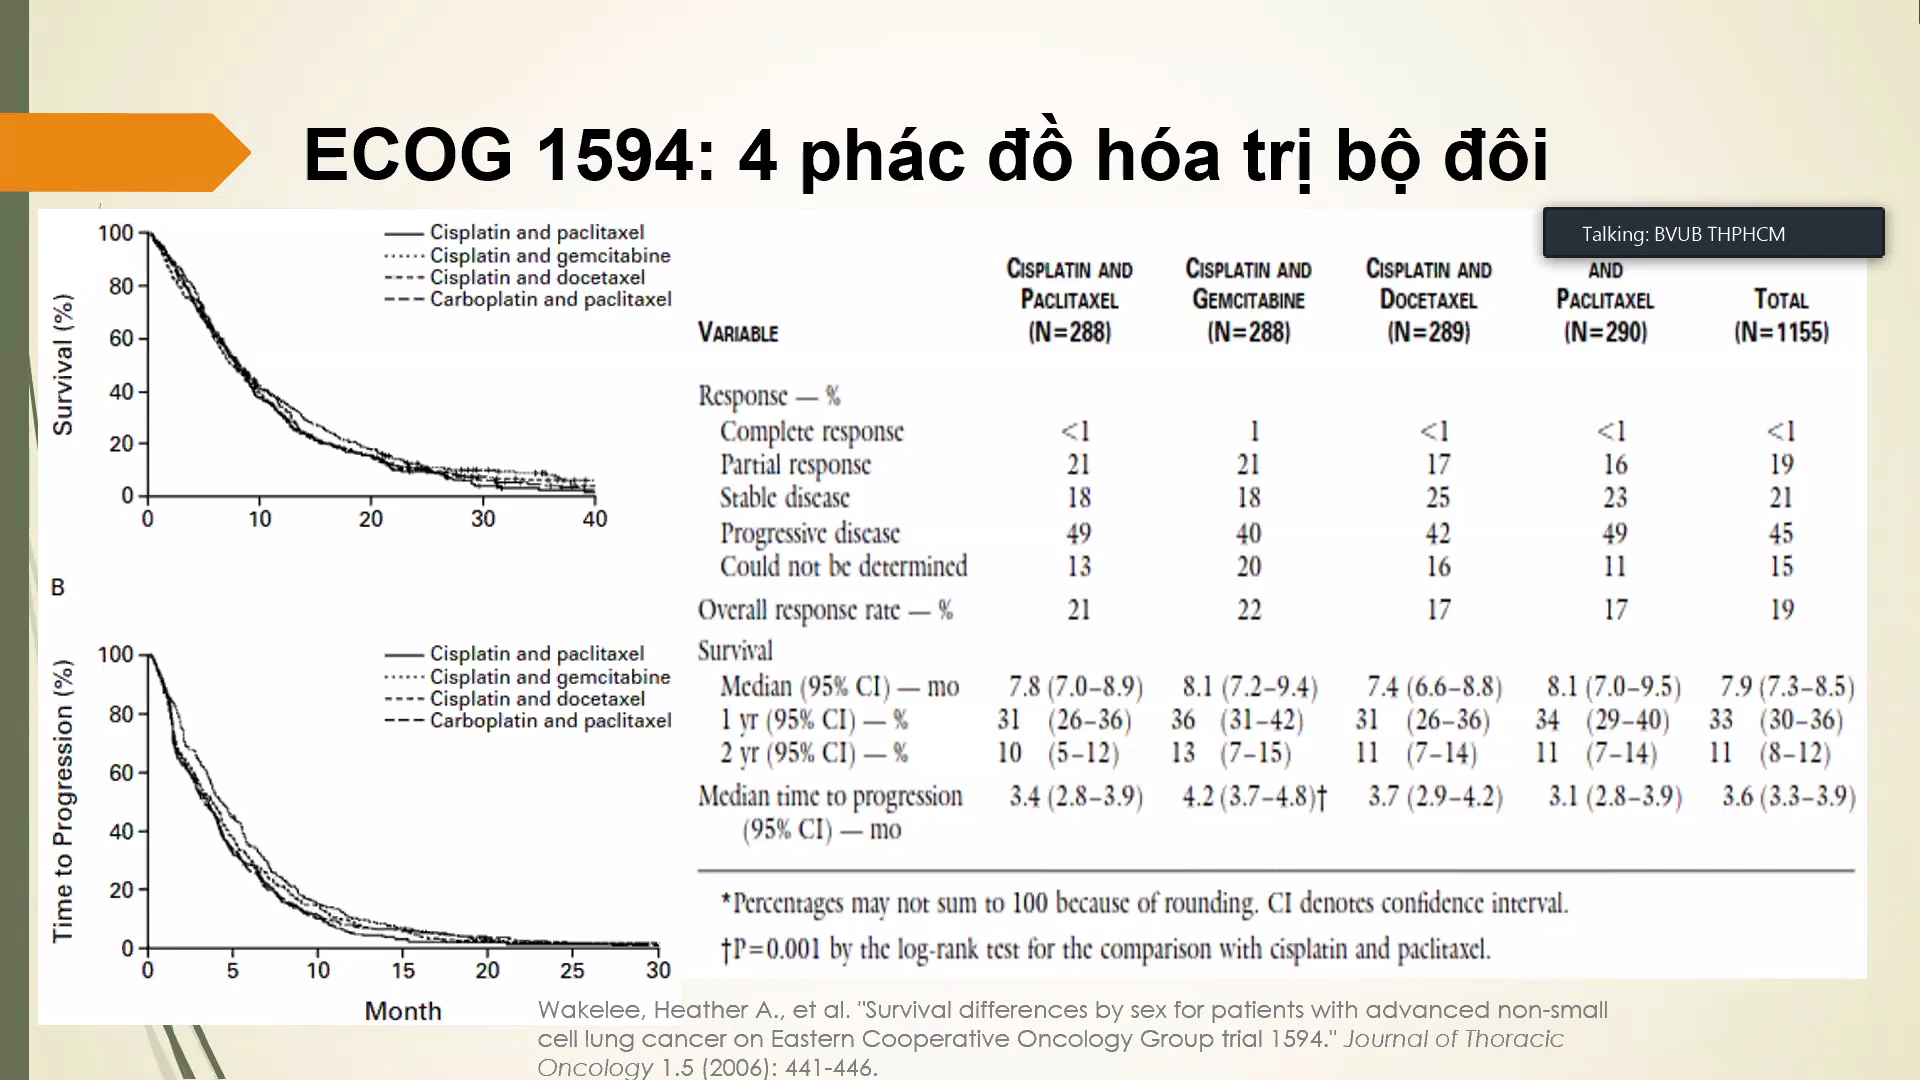 ECOG 1594: 4 phác đồ hóa trị bộ đôi
Talking: BVUB THPHCM
100
80
60
40
20
0
Survival (%)
Cisplatin and paclitaxel
Cisplatin and gemcitabine
Cisplatin and docetaxel
Carboplatin and paclitaxel
0 10 20 30 40
B
100
80
60
40
20
0
Time to Progression (%)
Cisplatin and paclitaxel
Cisplatin and gemcitabine
Cisplatin and docetaxel
Carboplatin and paclitaxel
0 5 10 15 20 25 30
Month
CISPLATIN AND CISPLATIN AND CISPLATIN AND AND
PACLITAXEL GEMCITABINE DOCETAXEL PACLITAXEL TOTAL
VARIABLE (N=288) (N=288) (N=289) (N=290) (N=1155)
Response — %
Complete response <1 1 <1 <1 <1
Partial response 21 21 17 16 19
Stable disease 18 18 25 23 21
Progressive disease 49 40 42 49 45
Could not be determined 13 20 16 11 15
Overall response rate — % 21 22 17 17 19
Survival
Median (95% CI) — mo 7.8 (7.0–8.9) 8.1 (7.2–9.4) 7.4 (6.6–8.8) 8.1 (7.0–9.5) 7.9 (7.3–8.5)
1 yr (95% CI) — % 31 (26–36) 36 (31–42) 31 (26–36) 34 (29–40) 33 (30–36)
2 yr (95% CI) — % 10 (5–12) 13 (7–15) 11 (7–14) 11 (7–14) 11 (8–12)
Median time to progression 3.4 (2.8–3.9) 4.2 (3.7–4.8)† 3.7 (2.9–4.2) 3.1 (2.8–3.9) 3.6 (3.3–3.9)
(95% CI) — mo
*Percentages may not sum to 100 because of rounding. CI denotes confidence interval.
†P=0.001 by the log-rank test for the comparison with cisplatin and paclitaxel.
Wakelee, Heather A., et al. "Survival differences by sex for patients with advanced non-small
cell lung cancer on Eastern Cooperative Oncology Group trial 1594." Journal of Thoracic
Oncology 1.5 (2006): 441-446.